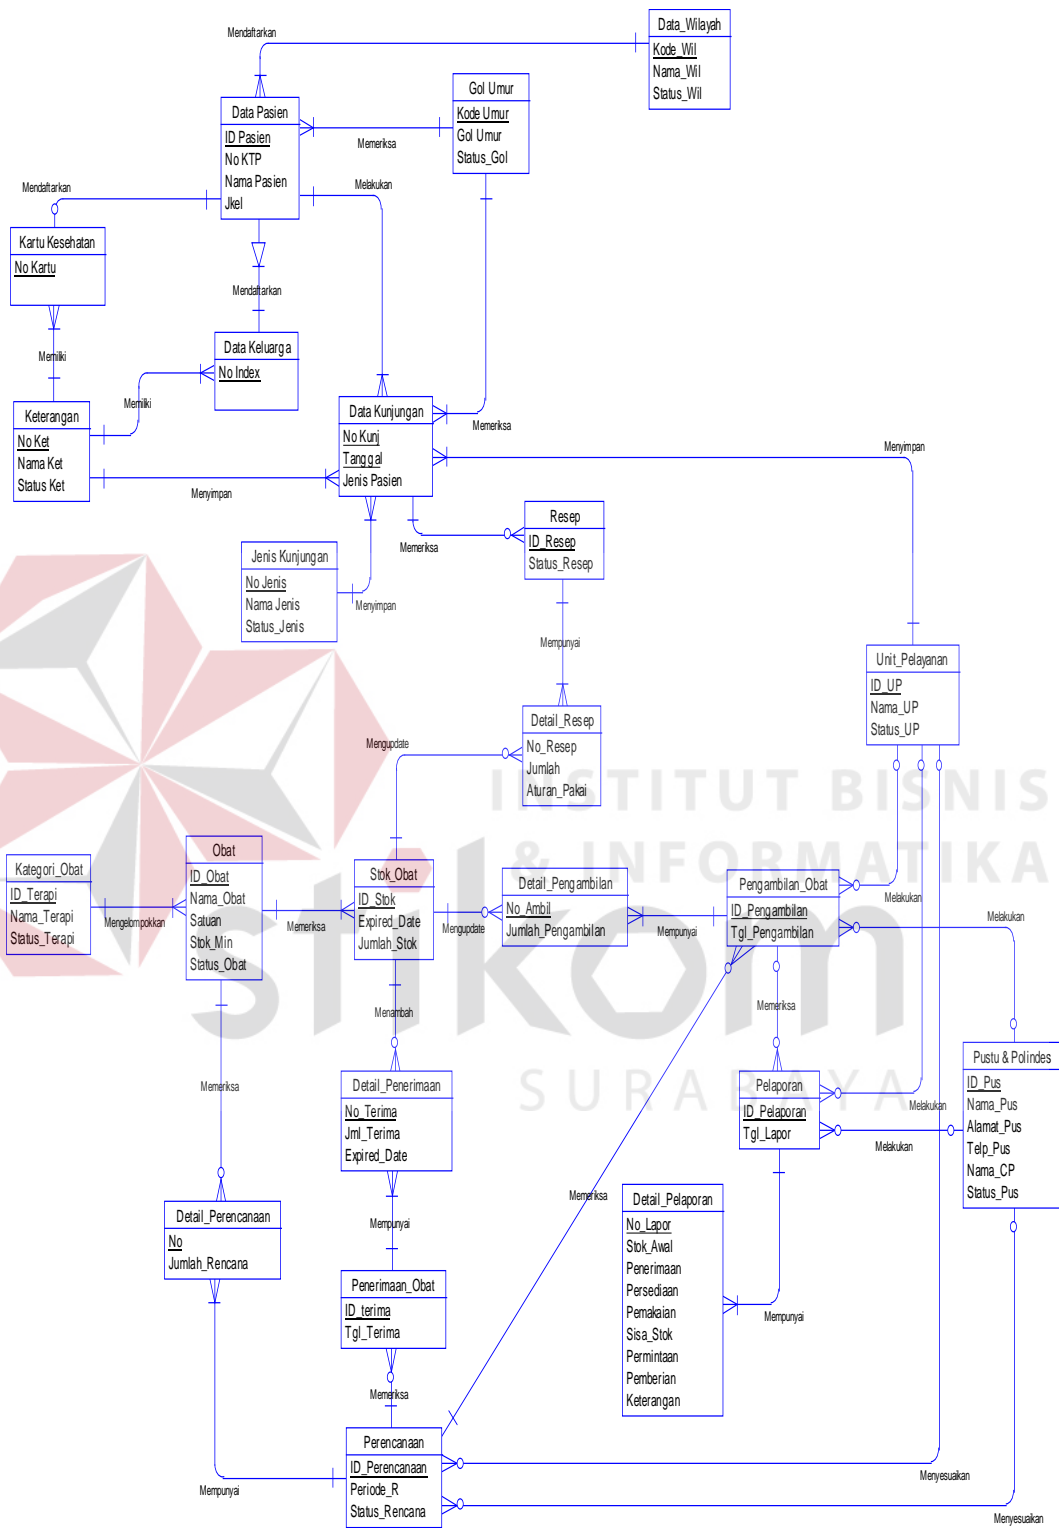 Mendaftarkan
Data_Wilayah
Kode_Wil
Nama_Wil
Status_Wil
Gol Umur
Kode Umur
Gol Umur
Status_Gol
Data Pasien
ID Pasien
No KTP
Nama Pasien
Jkel
Memeriksa
Melakukan
Mendaftarkan
Kartu Kesehatan
No Kartu
Mendaftarkan
Memiliki
Data Keluarga
No Index
Memiliki
Keterangan
No Ket
Nama Ket
Status Ket
Menyimpan
Data Kunjungan
No Kunj
Tanggal
Jenis Pasien
Memeriksa
Menyimpan
Resep
ID_Resep
Status_Resep
Memeriksa
Jenis Kunjungan
No Jenis
Nama Jenis
Status_Jenis
Menyimpan
Mempunyai
Unit_Pelayanan
ID_UP
Nama_UP
Status_UP
Detail_Resep
No_Resep
Jumlah
Aturan_Pakai
Mengupdate
INSTITUT BISNIS
& INFORMATIKA
stikom
SURABAYA
Kategori_Obat
ID_Terapi
Nama_Terapi
Status_Terapi
Mengelompokkan
Obat
ID_Obat
Nama_Obat
Satuan
Stok_Min
Status_Obat
Memeriksa
Stok_Obat
ID_Stok
Expired_Date
Jumlah_Stok
Mengupdate
Detail_Pengambilan
No_Ambil
Jumlah_Pengambilan
Mempunyai
Pengambilan_Obat
ID_Pengambilan
Tgl_Pengambilan
Melakukan
Melakukan
Menambah
Memeriksa
Memeriksa
Detail_Penerimaan
No_Terima
Jml_Terima
Expired_Date
Pelaporan
ID_Pelaporan
Tgl_Lapor
Melakukan
Melakukan
Pustu & Polindes
ID_Pus
Nama_Pus
Alamat_Pus
Telp_Pus
Nama_CP
Status_Pus
Memeriksa
Detail_Perencanaan
No
Jumlah_Rencana
Mempunyai
Detail_Pelaporan
No_Lapor
Stok_Awal
Penerimaan
Persediaan
Pemakaian
Sisa_Stok
Permintaan
Pemberian
Keterangan
Mempunyai
Penerimaan_Obat
ID_terima
Tgl_Terima
Memeriksa
Perencanaan
ID_Perencanaan
Periode_R
Status_Rencana
Mempunyai
Menyesuaikan
Menyesuaikan